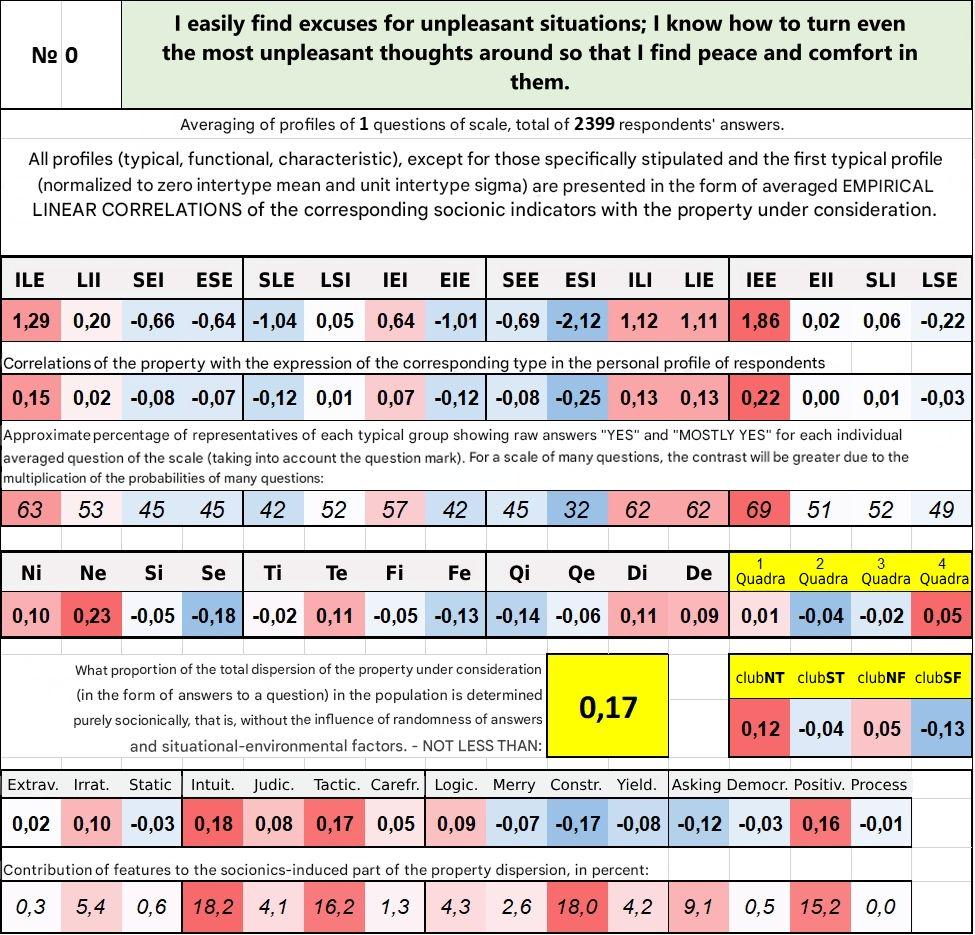 № 0
I easily find excuses for unpleasant situations; I know how to turn even
the most unpleasant thoughts around so that I find peace and comfort in
them.
Averaging of profiles of 1 questions of scale, total of 2399 respondents' answers.
All profiles (typical, functional, characteristic), except for those specifically stipulated and the first typical profile
(normalized to zero intertype mean and unit intertype sigma) are presented in the form of averaged EMPIRICAL
LINEAR CORRELATIONS of the corresponding socionic indicators with the property under consideration.
ILE LII SEI ESE SLE LSI IEI EIE SEE ESI ILI LIE IEE EII SLI LSE
1,29 0,20 -0,66 -0,64 -1,04 0,05 0,64 -1,01 -0,69 -2,12 1,12 1,11 1,86 0,02 0,06 -0,22
Correlations of the property with the expression of the corresponding type in the personal profile of respondents
0,15 0,02 -0,08 -0,07 -0,12 0,01 0,07 -0,12 -0,08 -0,25 0,13 0,13 0,22 0,00 0,01 -0,03
Approximate percentage of representatives of each typical group showing raw answers "YES" and "MOSTLY YES" for each individual
averaged question of the scale (taking into account the question mark). For a scale of many questions, the contrast will be greater due to the
multiplication of the probabilities of many questions:
63 53 45 45 42 52 57 42 45 32 62 62 69 51 52 49
Ni Ne Si Se Ti Te Fi Fe Qi Qe Di De 1 Quadra 2 Quadra 3 Quadra 4 Quadra
0,10 0,23 -0,05 -0,18 -0,02 0,11 -0,05 -0,13 -0,14 -0,06 0,11 0,09 0,01 -0,04 -0,02 0,05
What proportion of the total dispersion of the property under consideration
(in the form of answers to a question) in the population is determined
purely socionically, that is, without the influence of randomness of answers
and situational-environmental factors. - NOT LESS THAN:
0,17
clubNT clubST clubNF clubSF
0,12 -0,04 0,05 -0,13
Extrav. Irrat. Static Intuit. Judic. Tactic. Carefr. Logic. Merry Constr. Yield. Asking Democr. Positiv. Process
0,02 0,10 -0,03 0,18 0,08 0,17 0,05 0,09 -0,07 -0,17 -0,08 -0,12 -0,03 0,16 -0,01
Contribution of features to the socionics-induced part of the property dispersion, in percent:
0,3 5,4 0,6 18,2 4,1 16,2 1,3 4,3 2,6 18,0 4,2 9,1 0,5 15,2 0,0